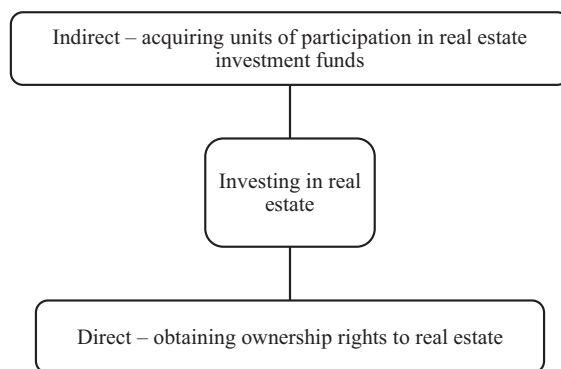 Indirect – acquiring units of participation in real estate
investment funds
Investing in real
estate
Direct – obtaining ownership rights to real estate